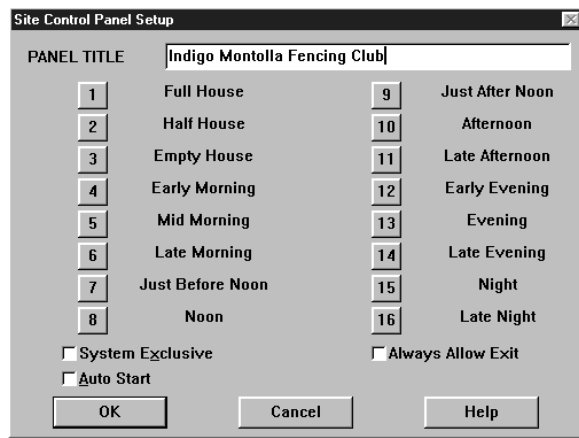 Site Control Panel Setup
PANEL TITLE Indigo Montolla Fencing Club
1 Full House 9 Just After Noon
2 Half House 10 Afternoon
3 Empty House 11 Late Afternoon
4 Early Morning 12 Early Evening
5 Mid Morning 13 Evening
6 Late Morning 14 Late Evening
7 Just Before Noon 15 Night
8 Noon 16 Late Night
System Exclusive Always Allow Exit
Auto Start
OK Cancel Help